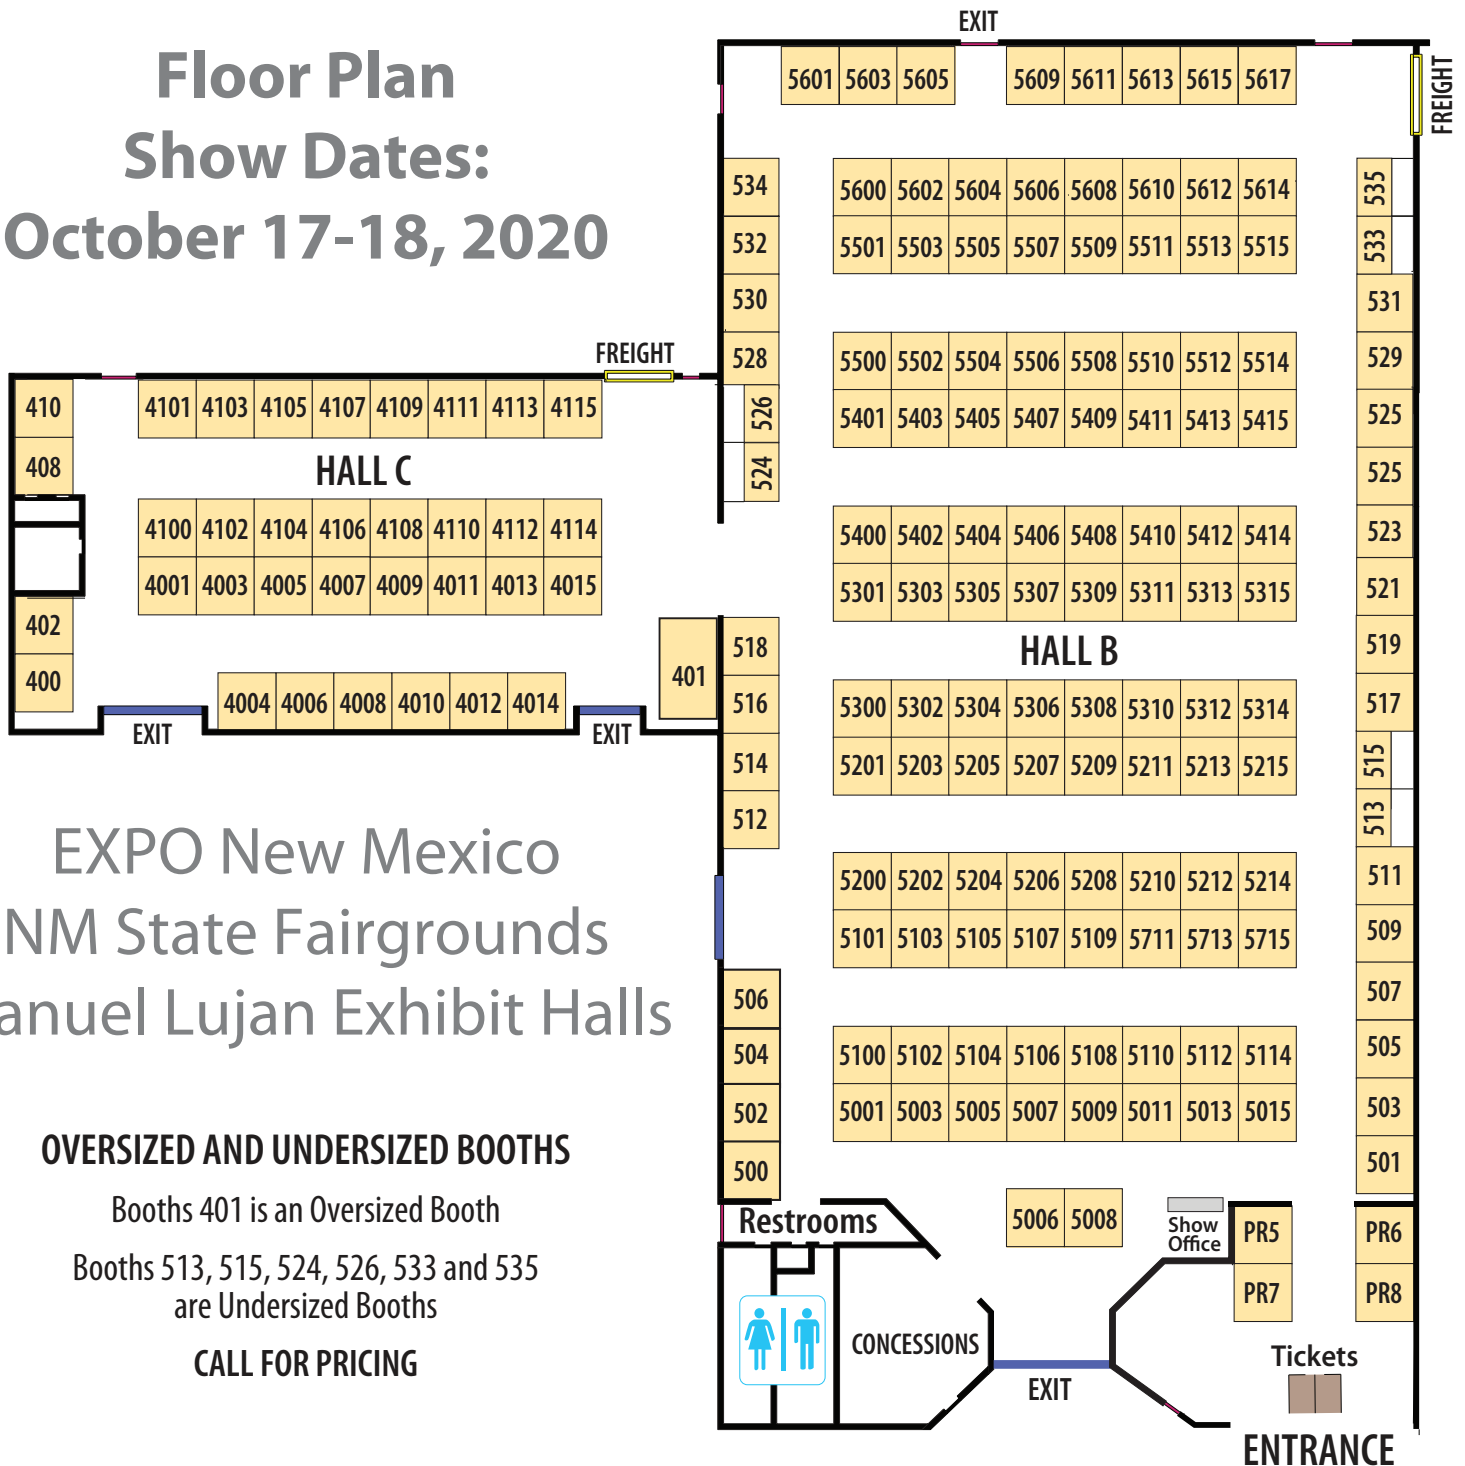 Floor Plan
Show Dates:
October 17-18, 2020
EXIT
FREIGHT
5601 5603 5605 5609 5611 5613 5615 5617
534 5600 5602 5604 5606 5608 5610 5612 5614 535
532 5501 5503 5505 5507 5509 5511 5513 5515 533
530 531
528 5500 5502 5504 5506 5508 5510 5512 5514 529
526 5401 5403 5405 5407 5409 5411 5413 5415 525
524 525
5400 5402 5404 5406 5408 5410 5412 5414 523
5301 5303 5305 5307 5309 5311 5313 5315 521
518 HALL B 519
516 5300 5302 5304 5306 5308 5310 5312 5314 517
514 5201 5203 5205 5207 5209 5211 5213 5215 515
512 513
5200 5202 5204 5206 5208 5210 5212 5214 511
5101 5103 5105 5107 5109 5711 5713 5715 509
506 507
504 5100 5102 5104 5106 5108 5110 5112 5114 505
502 5001 5003 5005 5007 5009 5011 5013 5015 503
500 501
FREIGHT
410 4101 4103 4105 4107 4109 4111 4113 4115
408 HALL C
4100 4102 4104 4106 4108 4110 4112 4114
4001 4003 4005 4007 4009 4011 4013 4015
402
400 4004 4006 4008 4010 4012 4014 401
EXIT EXIT
EXPO New Mexico
NM State Fairgrounds
anuel Lujan Exhibit Halls
OVERSIZED AND UNDERSIZED BOOTHS
Booths 401 is an Oversized Booth
Booths 513, 515, 524, 526, 533 and 535
are Undersized Booths
CALL FOR PRICING
Restrooms
5006 5008
Show
Office
PR5 PR6
PR7 PR8
CONCESSIONS
EXIT
Tickets
ENTRANCE